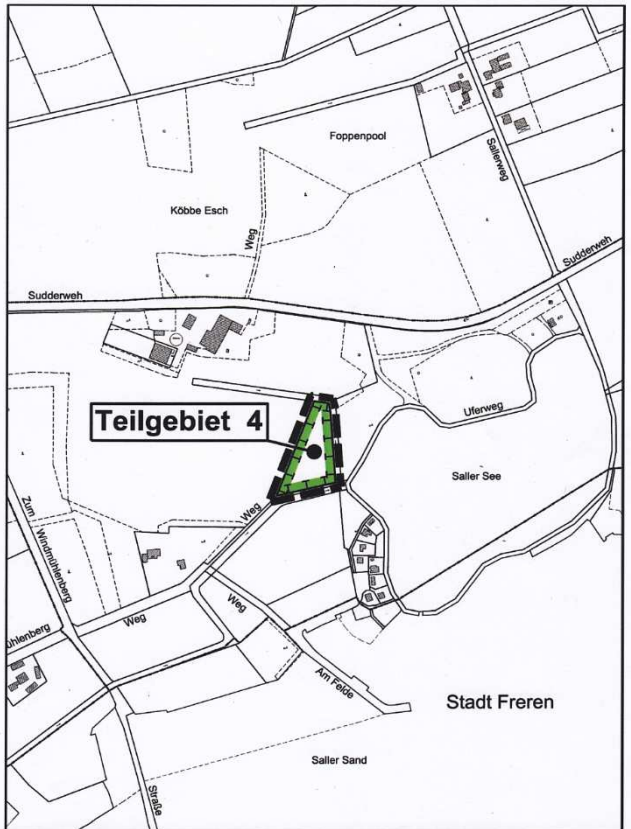 Foppenpool
Sallerweg
Köbbe Esch
Weg
Sudderweh
Sudderweh
Uferweg
Teilgebiet 4
Saller See
Weg
Zum
Windmühlenberg
Weg
Weg
ühlenberg
Am Felde
Stadt Freren
Saller Sand
Straße